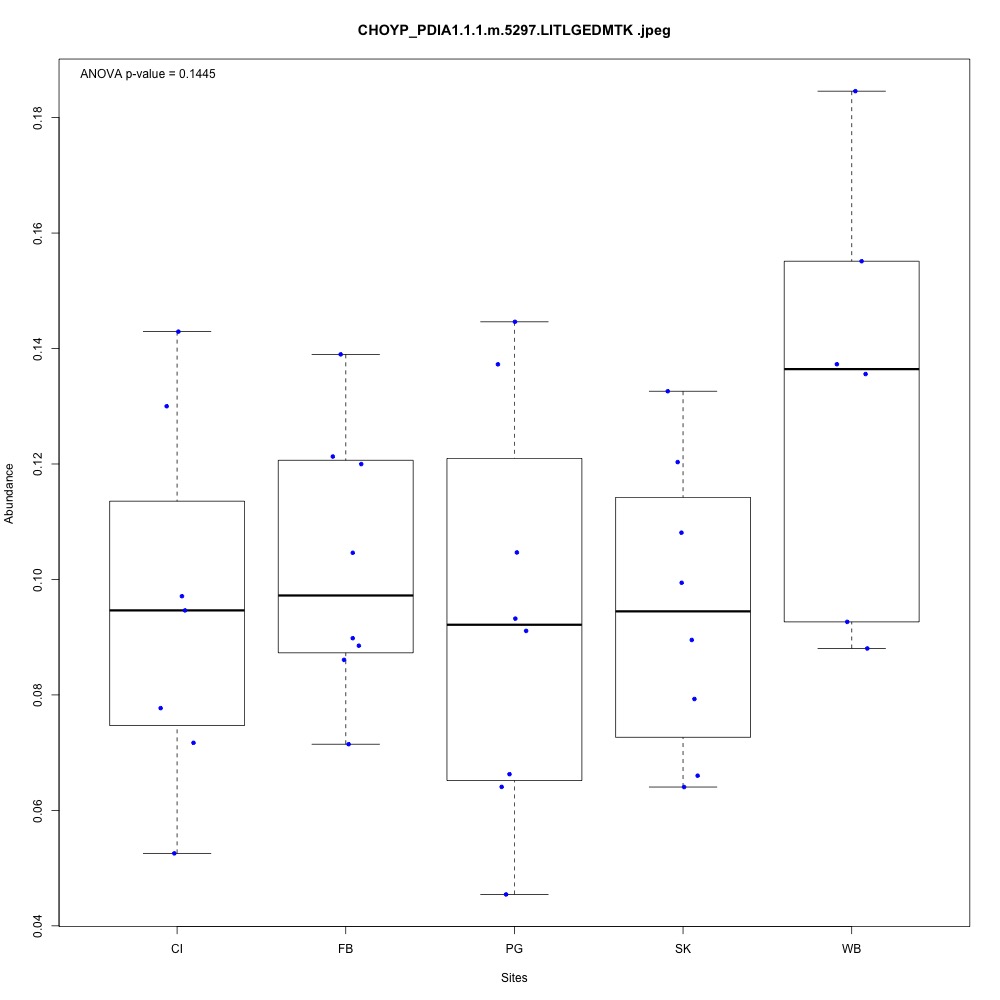 CHOYP_PDIA1.1.1.m.5297.LITLGEDMTK .jpeg
ANOVA p-value = 0.1445
Abundance
0.18
0.16
0.14
0.12
0.10
0.08
0.06
0.04
CI FB PG SK WB
Sites